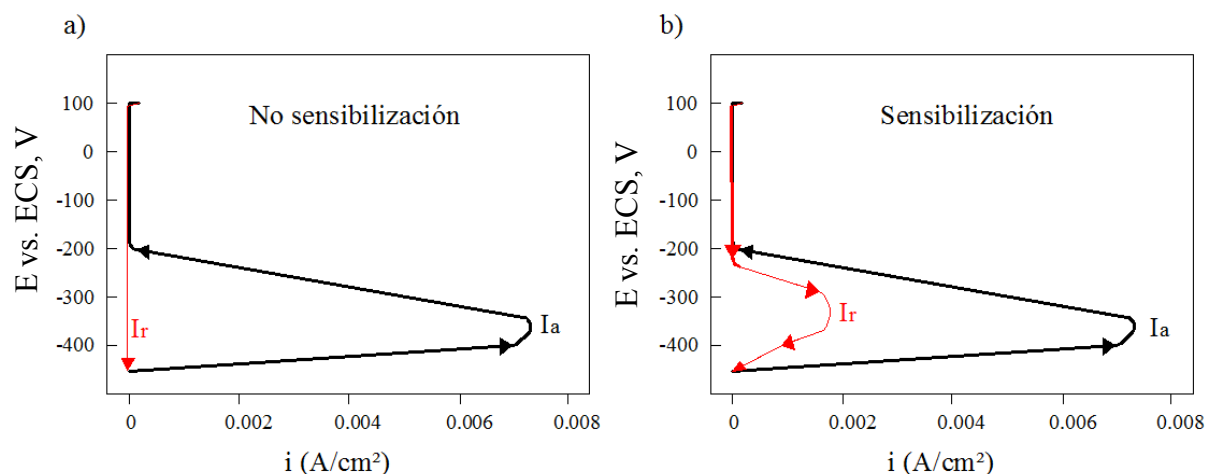 a)
No sensibilización
E vs. ECS, V
100
0
-100
-200
-300
-400
Ir
Ia
0
0.002
0.004
0.006
0.008
i (A/cm²)
b)
Sensibilización
E vs. ECS, V
100
0
-100
-200
-300
-400
Ir
Ia
0
0.002
0.004
0.006
0.008
i (A/cm²)